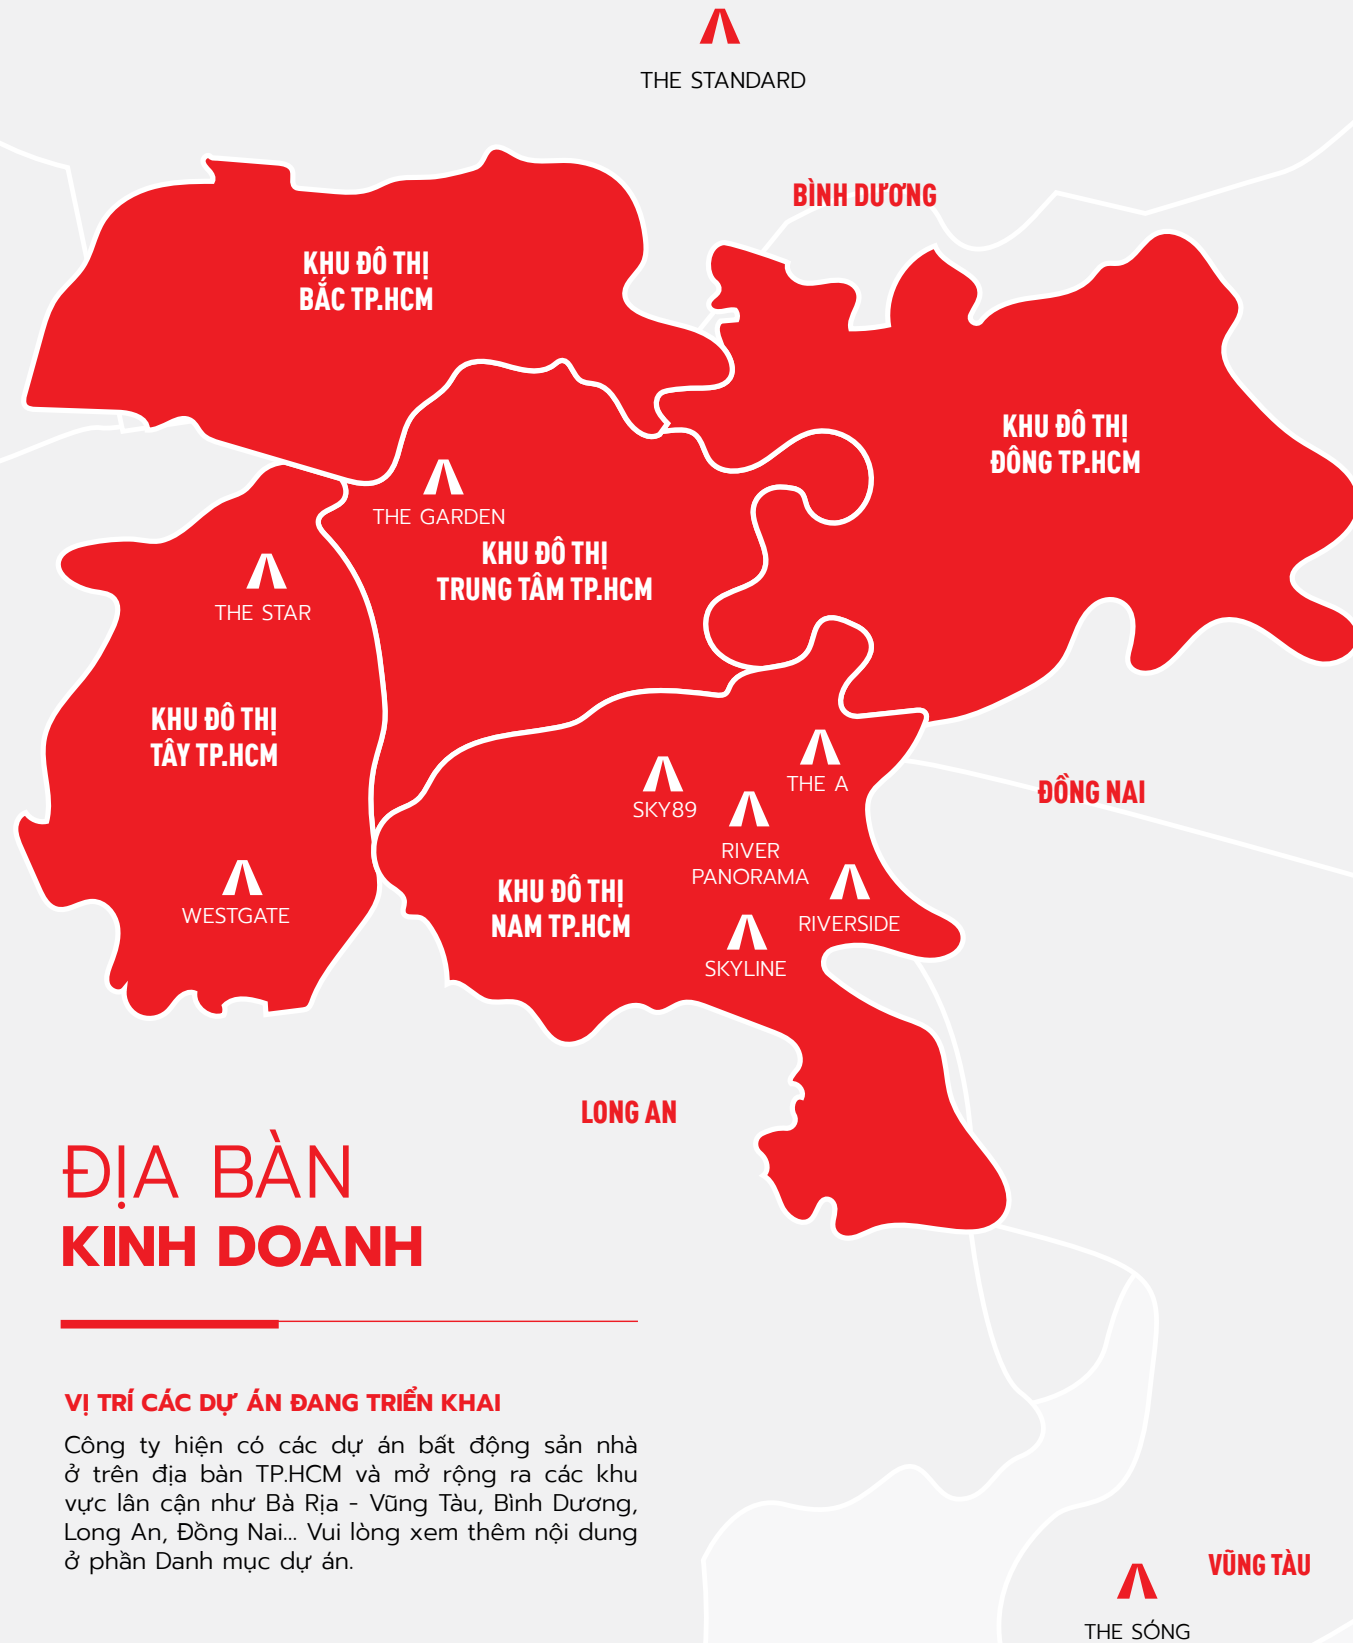 THE STANDARD
BÌNH DƯƠNG
KHU ĐÔ THỊ
BẮC TP.HCM
KHU ĐÔ THỊ
ĐÔNG TP.HCM
THE GARDEN
KHU ĐÔ THỊ
TRUNG TÂM TP.HCM
THE STAR
KHU ĐÔ THỊ
TÂY TP.HCM
THE A
SKY89
ĐỒNG NAI
RIVER
PANORAMA
KHU ĐÔ THỊ
NAM TP.HCM
WESTGATE
RIVERSIDE
SKYLINE
LONG AN
ĐỊA BÀN
KINH DOANH
VỊ TRÍ CÁC DỰ ÁN ĐANG TRIỂN KHAI
Công ty hiện có các dự án bất động sản nhà
ở trên địa bàn TP.HCM và mở rộng ra các khu
vực lân cận như Bà Rịa - Vũng Tàu, Bình Dương,
Long An, Đồng Nai... Vui lòng xem thêm nội dung
ở phần Danh mục dự án.
VŨNG TÀU
THE SÓNG